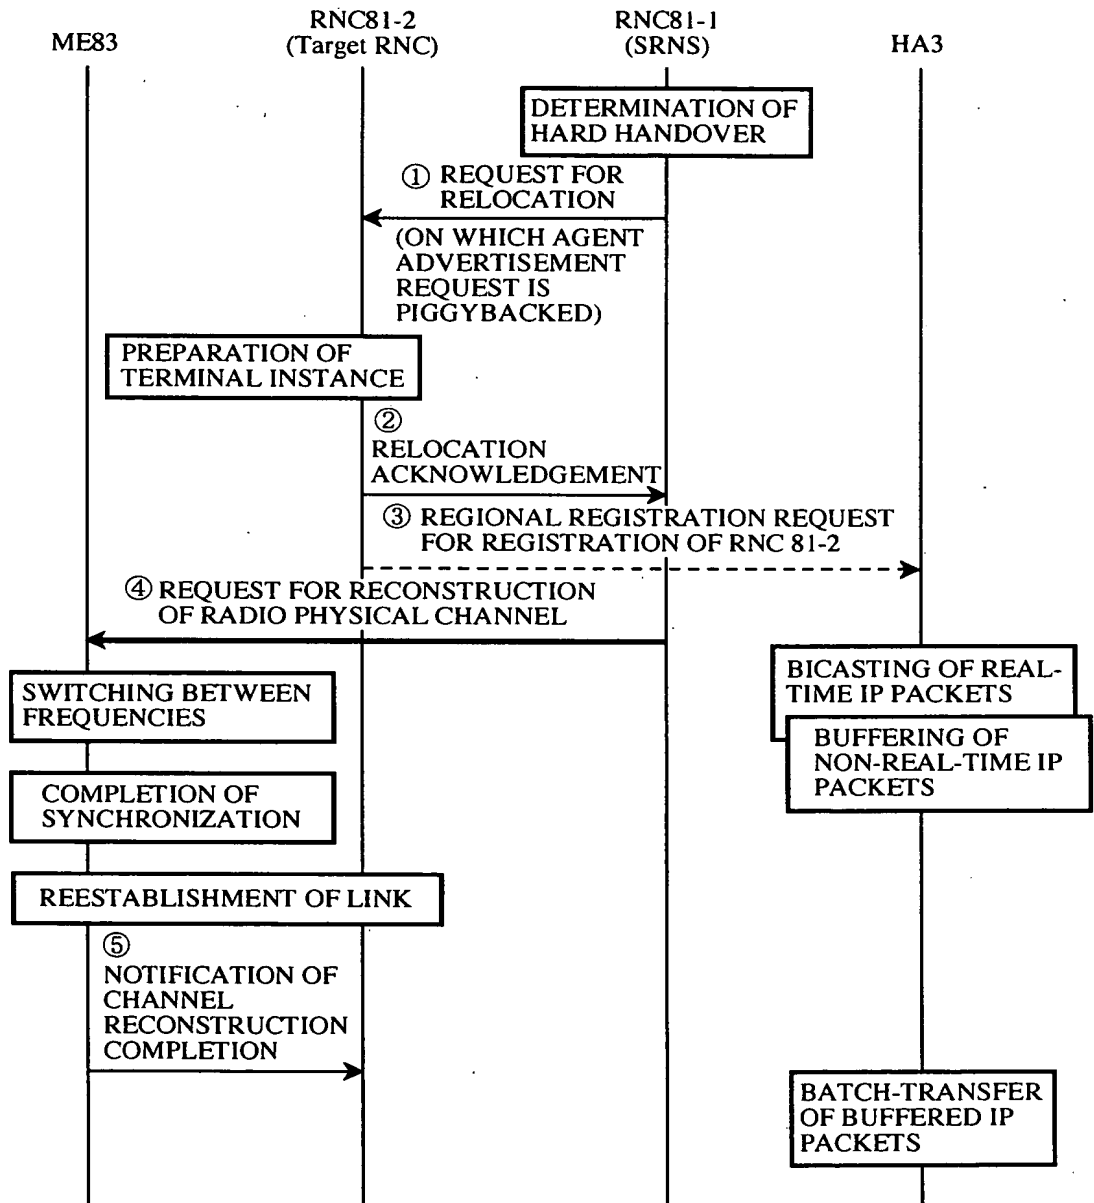 ME83
RNC81-2
(Target RNC)
RNC81-1
(SRNS)
HA3
DETERMINATION OF
HARD HANDOVER
① REQUEST FOR
RELOCATION
(ON WHICH AGENT
ADVERTISEMENT
REQUEST IS
PIGGYBACKED)
PREPARATION OF
TERMINAL INSTANCE
②
RELOCATION
ACKNOWLEDGEMENT
③ REGIONAL REGISTRATION REQUEST
FOR REGISTRATION OF RNC 81-2
④ REQUEST FOR RECONSTRUCTION
OF RADIO PHYSICAL CHANNEL
SWITCHING BETWEEN
FREQUENCIES
BICASTING OF REAL-
TIME IP PACKETS
BUFFERING OF
NON-REAL-TIME IP
PACKETS
COMPLETION OF
SYNCHRONIZATION
REESTABLISHMENT OF LINK
⑤
NOTIFICATION OF
CHANNEL
RECONSTRUCTION
COMPLETION
BATCH-TRANSFER
OF BUFFERED IP
PACKETS